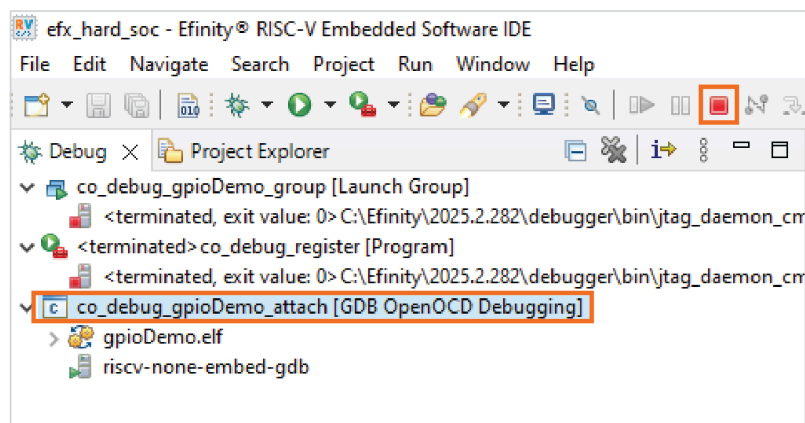 efx_hard_soc - Efinity® RISC-V Embedded Software IDE
File Edit Navigate Search Project Run Window Help
Debug Project Explorer
co_debug_gpioDemo_group [Launch Group]
<terminated, exit value: 0>C:\Efinity\2025.2.282\debugger\bin\jtag_daemon_cm
<terminated>co_debug_register [Program]
<terminated, exit value: 0>C:\Efinity\2025.2.282\debugger\bin\jtag_daemon_cm
co_debug_gpioDemo_attach [GDB OpenOCD Debugging]
gpioDemo.elf
riscv-none-embed-gdb